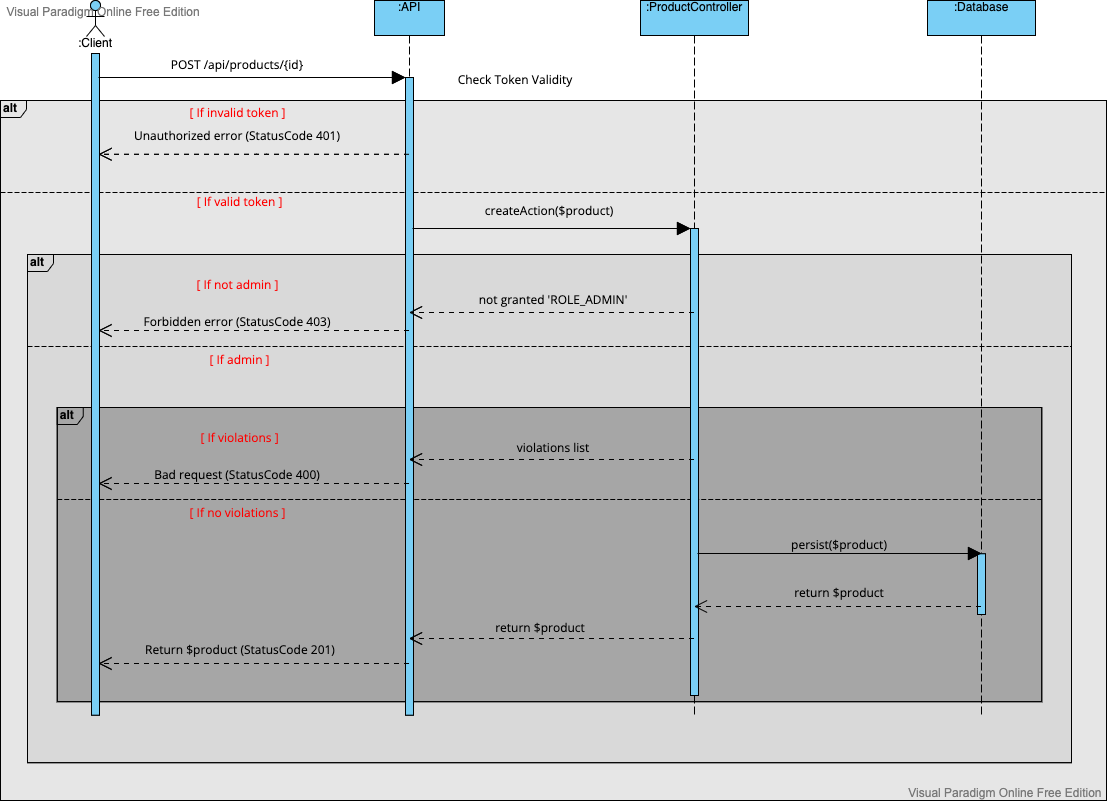 Visual Paradigm Online Free Edition
:Client
:API
:ProductController
:Database
POST /api/products/{id}
Check Token Validity
alt
[ If invalid token ]
Unauthorized error (StatusCode 401)
[ If valid token ]
createAction($product)
alt
[ If not admin ]
not granted 'ROLE_ADMIN'
Forbidden error (StatusCode 403)
[ If admin ]
alt
[ If violations ]
violations list
Bad request (StatusCode 400)
[ If no violations ]
persist($product)
return $product
return $product
Return $product (StatusCode 201)
Visual Paradigm Online Free Edition